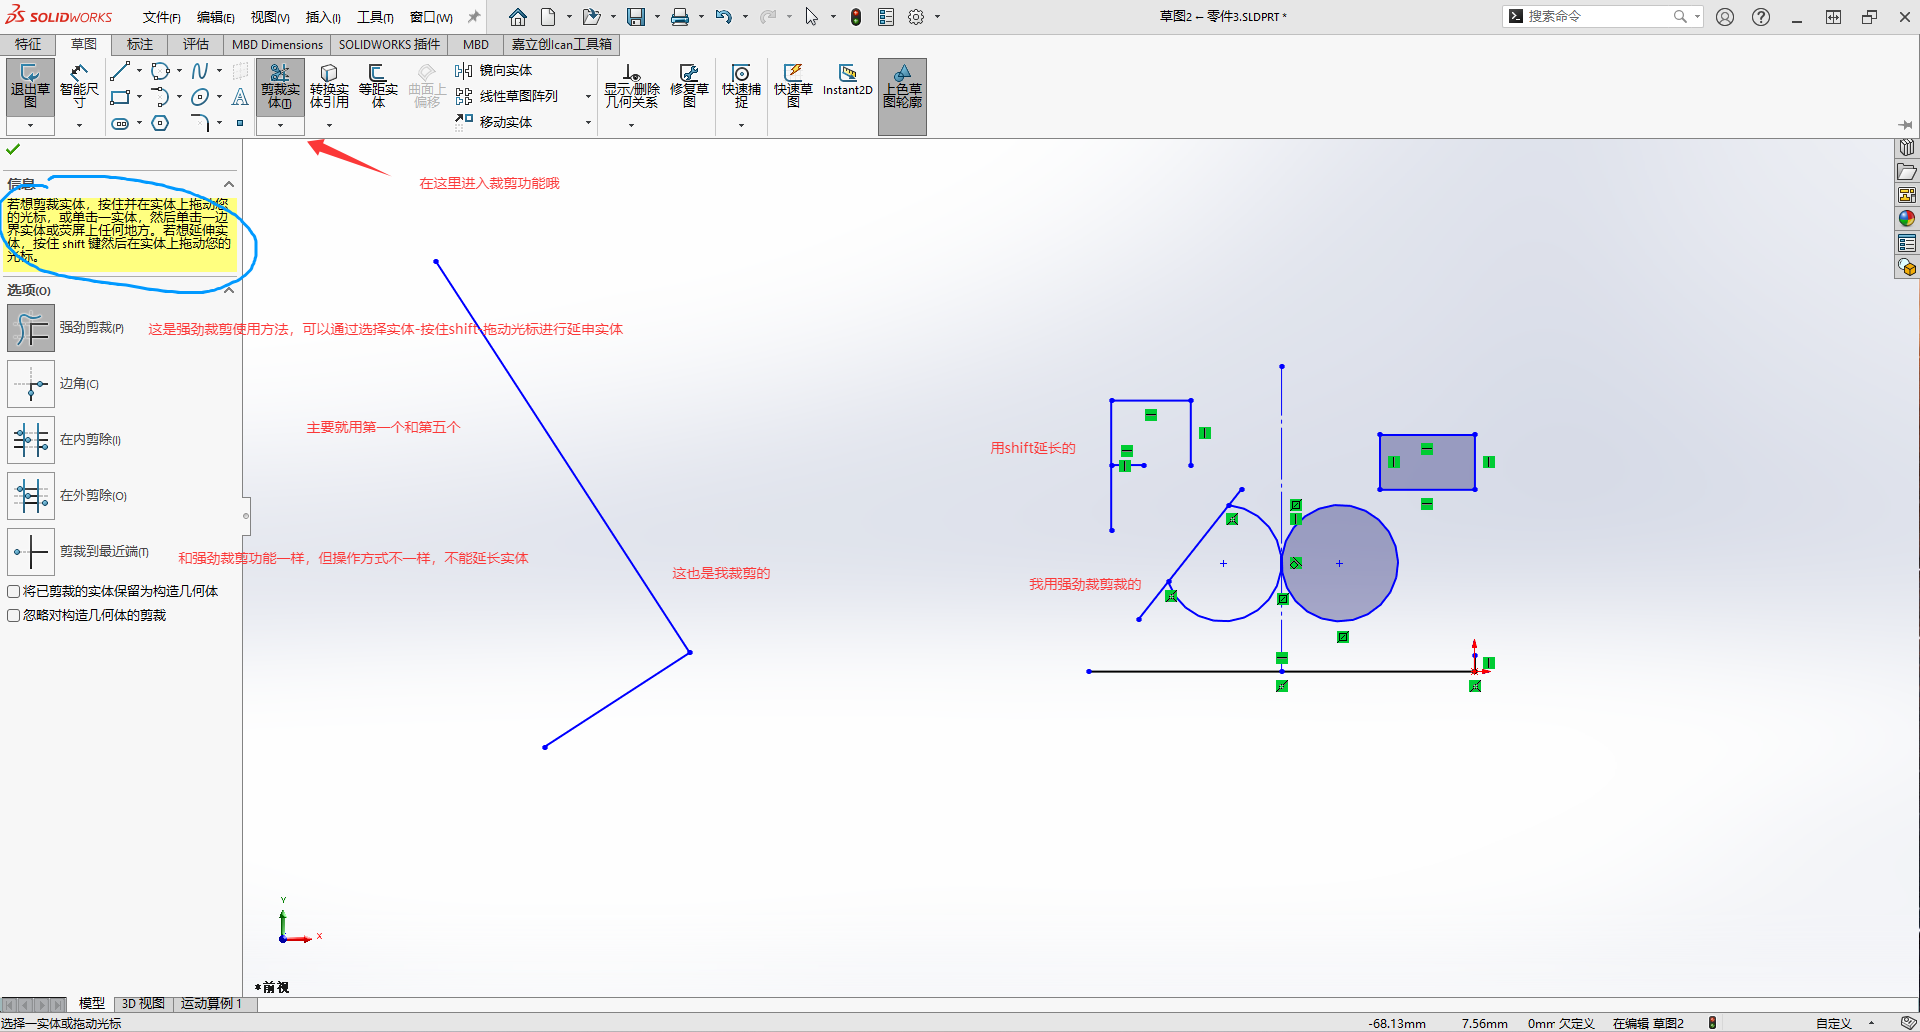 SOLIDWORKS
文件(F) 编辑(E) 视图(V) 插入(I) 工具(T) 窗口(W)
草图2 – 零件3.SLDPRT *
搜索命令
特征 草图 标注 评估 MBD Dimensions SOLIDWORKS 插件 MBD 嘉立创Ican工具箱
退出草图
智能尺寸
剪裁实体(T)
转换实体引用
等距实体
曲面上偏移
镜向实体
线性草图阵列
移动实体
显示/删除几何关系
修复草图
快速捕捉
快速草图
Instant2D
上色草图轮廓
在这里进入裁剪功能哦
信息
若想剪裁实体，按住并在实体上拖动您
的光标，或单击一实体，然后单击一边
界实体或荧屏上任何地方。若想延伸实
体，按住 shift 键然后在实体上拖动您的
光标。
选项(O)
强劲剪裁(P)
这是强劲裁剪使用方法，可以通过选择实体-按住shift 拖动光标进行延申实体
边角(C)
主要就用第一个和第五个
在内剪除(I)
用shift延长的
在外剪除(O)
剪裁到最近端(T)
和强劲裁剪功能一样，但操作方式不一样，不能延长实体
这也是我裁剪的
我用强劲裁剪裁的
将已剪裁的实体保留为构造几何体
忽略对构造几何体的剪裁
Y
X
*前視
模型 3D 视图 运动算例 1
选择一实体或拖动光标
-68.13mm 7.56mm 0mm 欠定义 在编辑 草图2 自定义